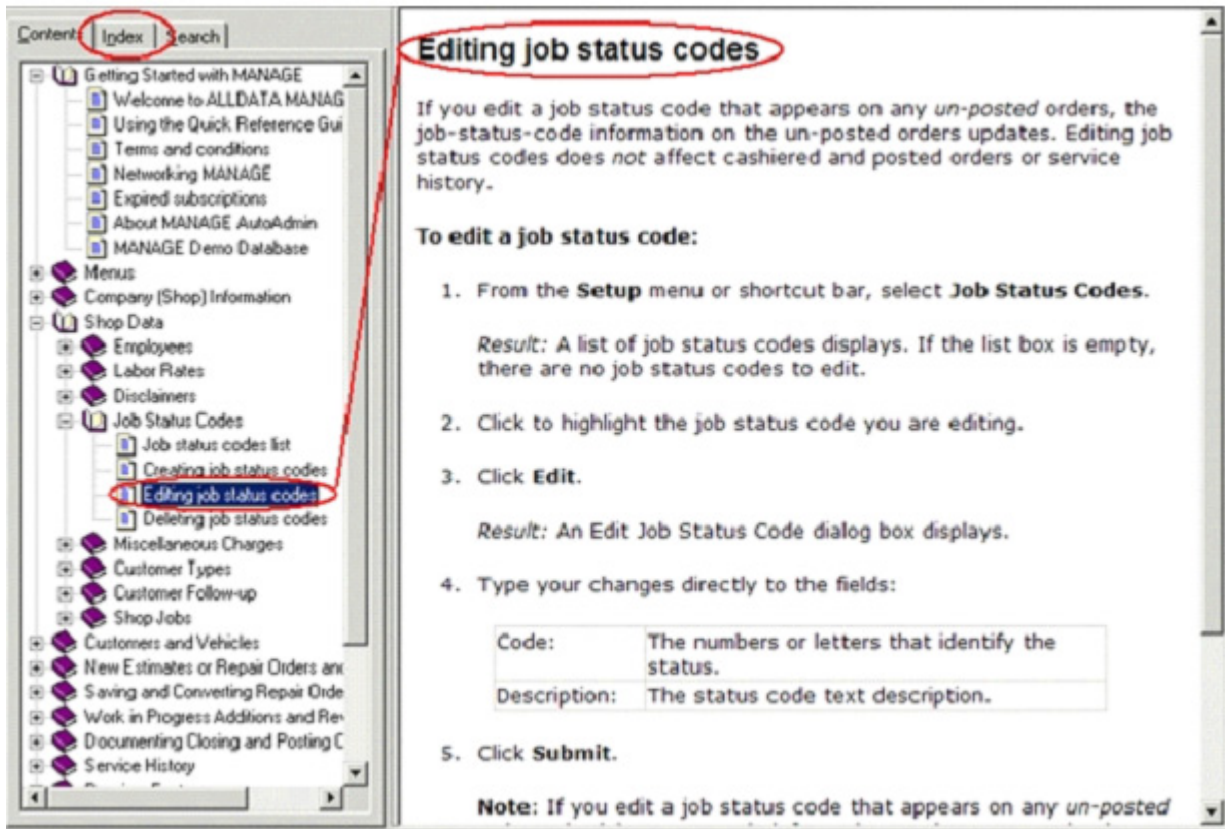 Contents Index Search
Getting Started with MANAGE
Welcome to ALLDATA MANAG
Using the Quick Reference Gui
Terms and conditions
Networking MANAGE
Expired subscriptions
About MANAGE AutoAdmin
MANAGE Demo Database
Menus
Company (Shop) Information
Shop Data
Employees
Labor Rates
Disclaimers
Job Status Codes
Job status codes list
Creating job status codes
Editing job status codes
Deleting job status codes
Miscellaneous Charges
Customer Types
Customer Follow-up
Shop Jobs
Customers and Vehicles
New Estimates or Repair Orders and
Saving and Converting Repair Orde
Work in Progress Additions and Rev
Documenting Closing and Posting C
Service History
Editing job status codes
If you edit a job status code that appears on any un-posted orders, the
job-status-code information on the un-posted orders updates. Editing job
status codes does not affect cashiered and posted orders or service
history.
To edit a job status code:
1. From the Setup menu or shortcut bar, select Job Status Codes.
Result: A list of job status codes displays. If the list box is empty,
there are no job status codes to edit.
2. Click to highlight the job status code you are editing.
3. Click Edit.
Result: An Edit Job Status Code dialog box displays.
4. Type your changes directly to the fields:
Code: The numbers or letters that identify the
status.
Description: The status code text description.
5. Click Submit.
Note: If you edit a job status code that appears on any un-posted